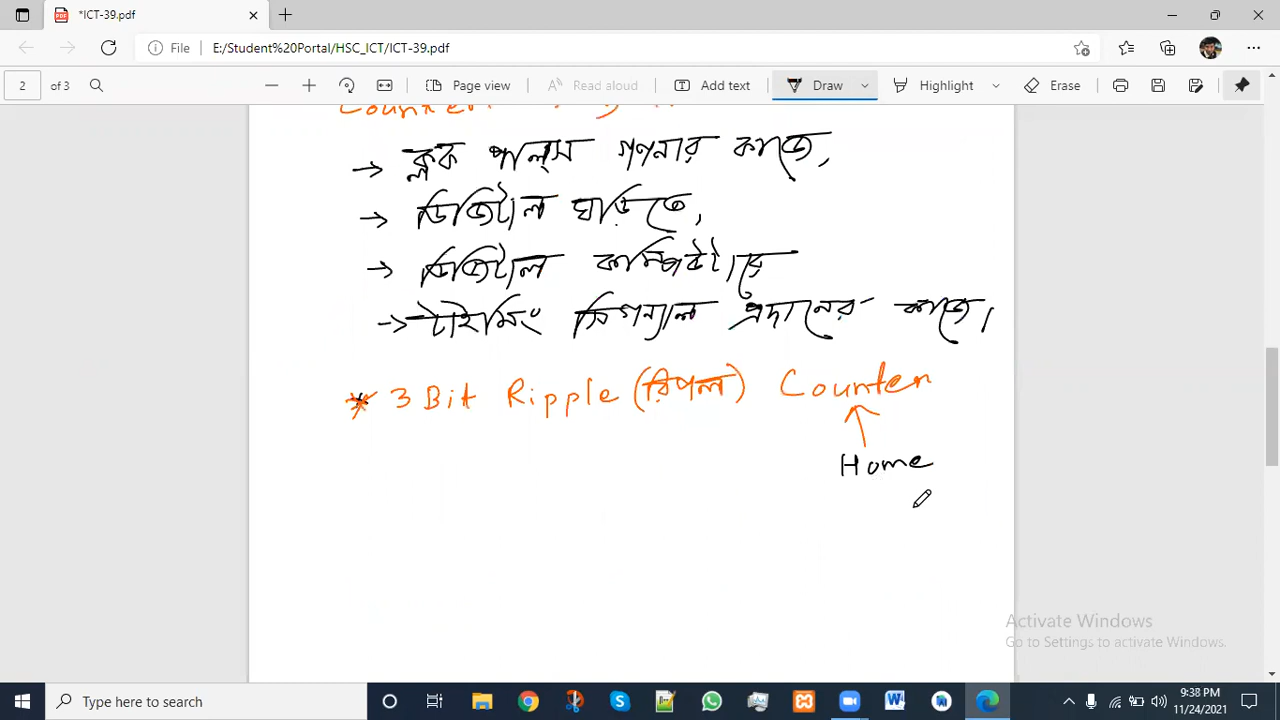 *ICT-39.pdf
File E:/Student%20Portal/HSC_ICT/ICT-39.pdf
2 of 3 Page view Read aloud Add text Draw Highlight Erase
→ ক্লক পাল্স গণনার কাজে,
→ ডিজিটাল ঘড়িতে,
→ ডিজিটাল কম্পিউটারে
→ টাইমিং সিগন্যাল প্রদানের কাজে।
* 3 Bit Ripple (রিপল) Counter
Home
Activate Windows
Go to Settings to activate Windows.
Type here to search
9:38 PM
11/24/2021